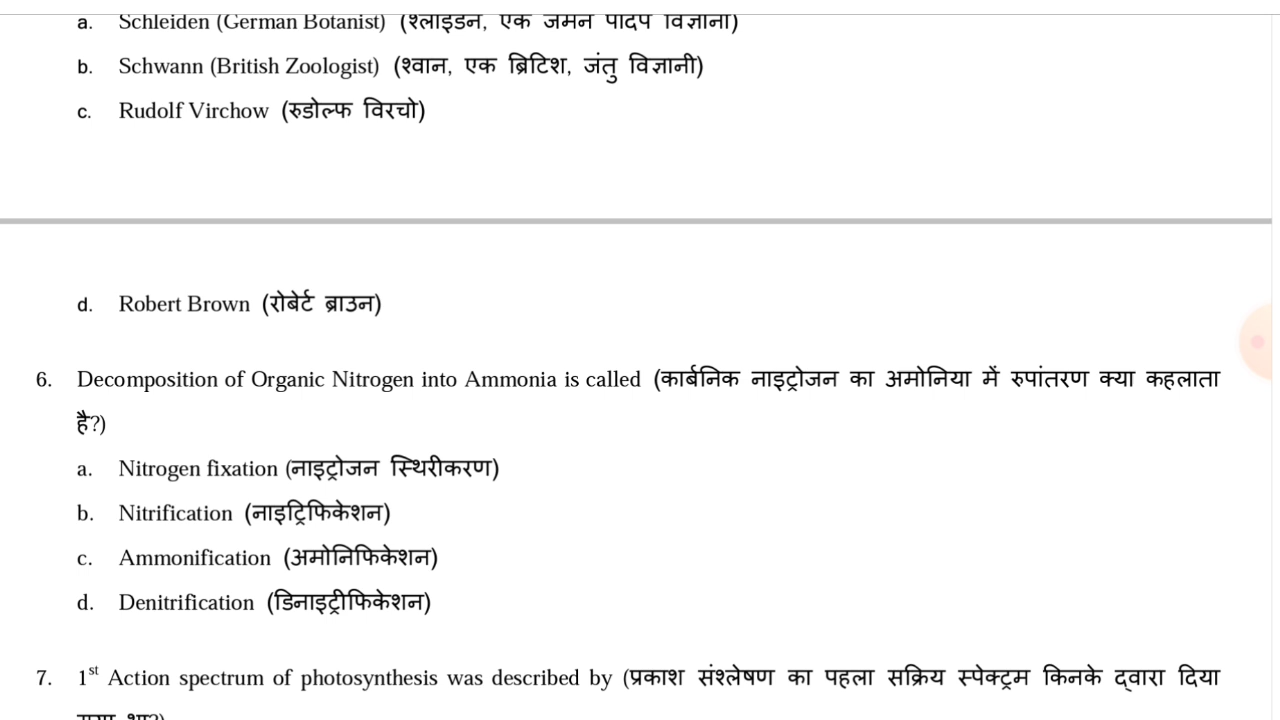 a. Schleiden (German Botanist) (श्लाइडन, एक जर्मन पादप विज्ञानी)
b. Schwann (British Zoologist) (श्वान, एक ब्रिटिश, जंतु विज्ञानी)
c. Rudolf Virchow (रुडोल्फ विरचो)
d. Robert Brown (रोबेर्ट ब्राउन)
6. Decomposition of Organic Nitrogen into Ammonia is called (कार्बनिक नाइट्रोजन का अमोनिया में रुपांतरण क्या कहलाता
है?)
a. Nitrogen fixation (नाइट्रोजन स्थिरीकरण)
b. Nitrification (नाइट्रिफिकेशन)
c. Ammonification (अमोनिफिकेशन)
d. Denitrification (डिनाइट्रीफिकेशन)
7. 1st Action spectrum of photosynthesis was described by (प्रकाश संश्लेषण का पहला सक्रिय स्पेक्ट्रम किनके द्वारा दिया